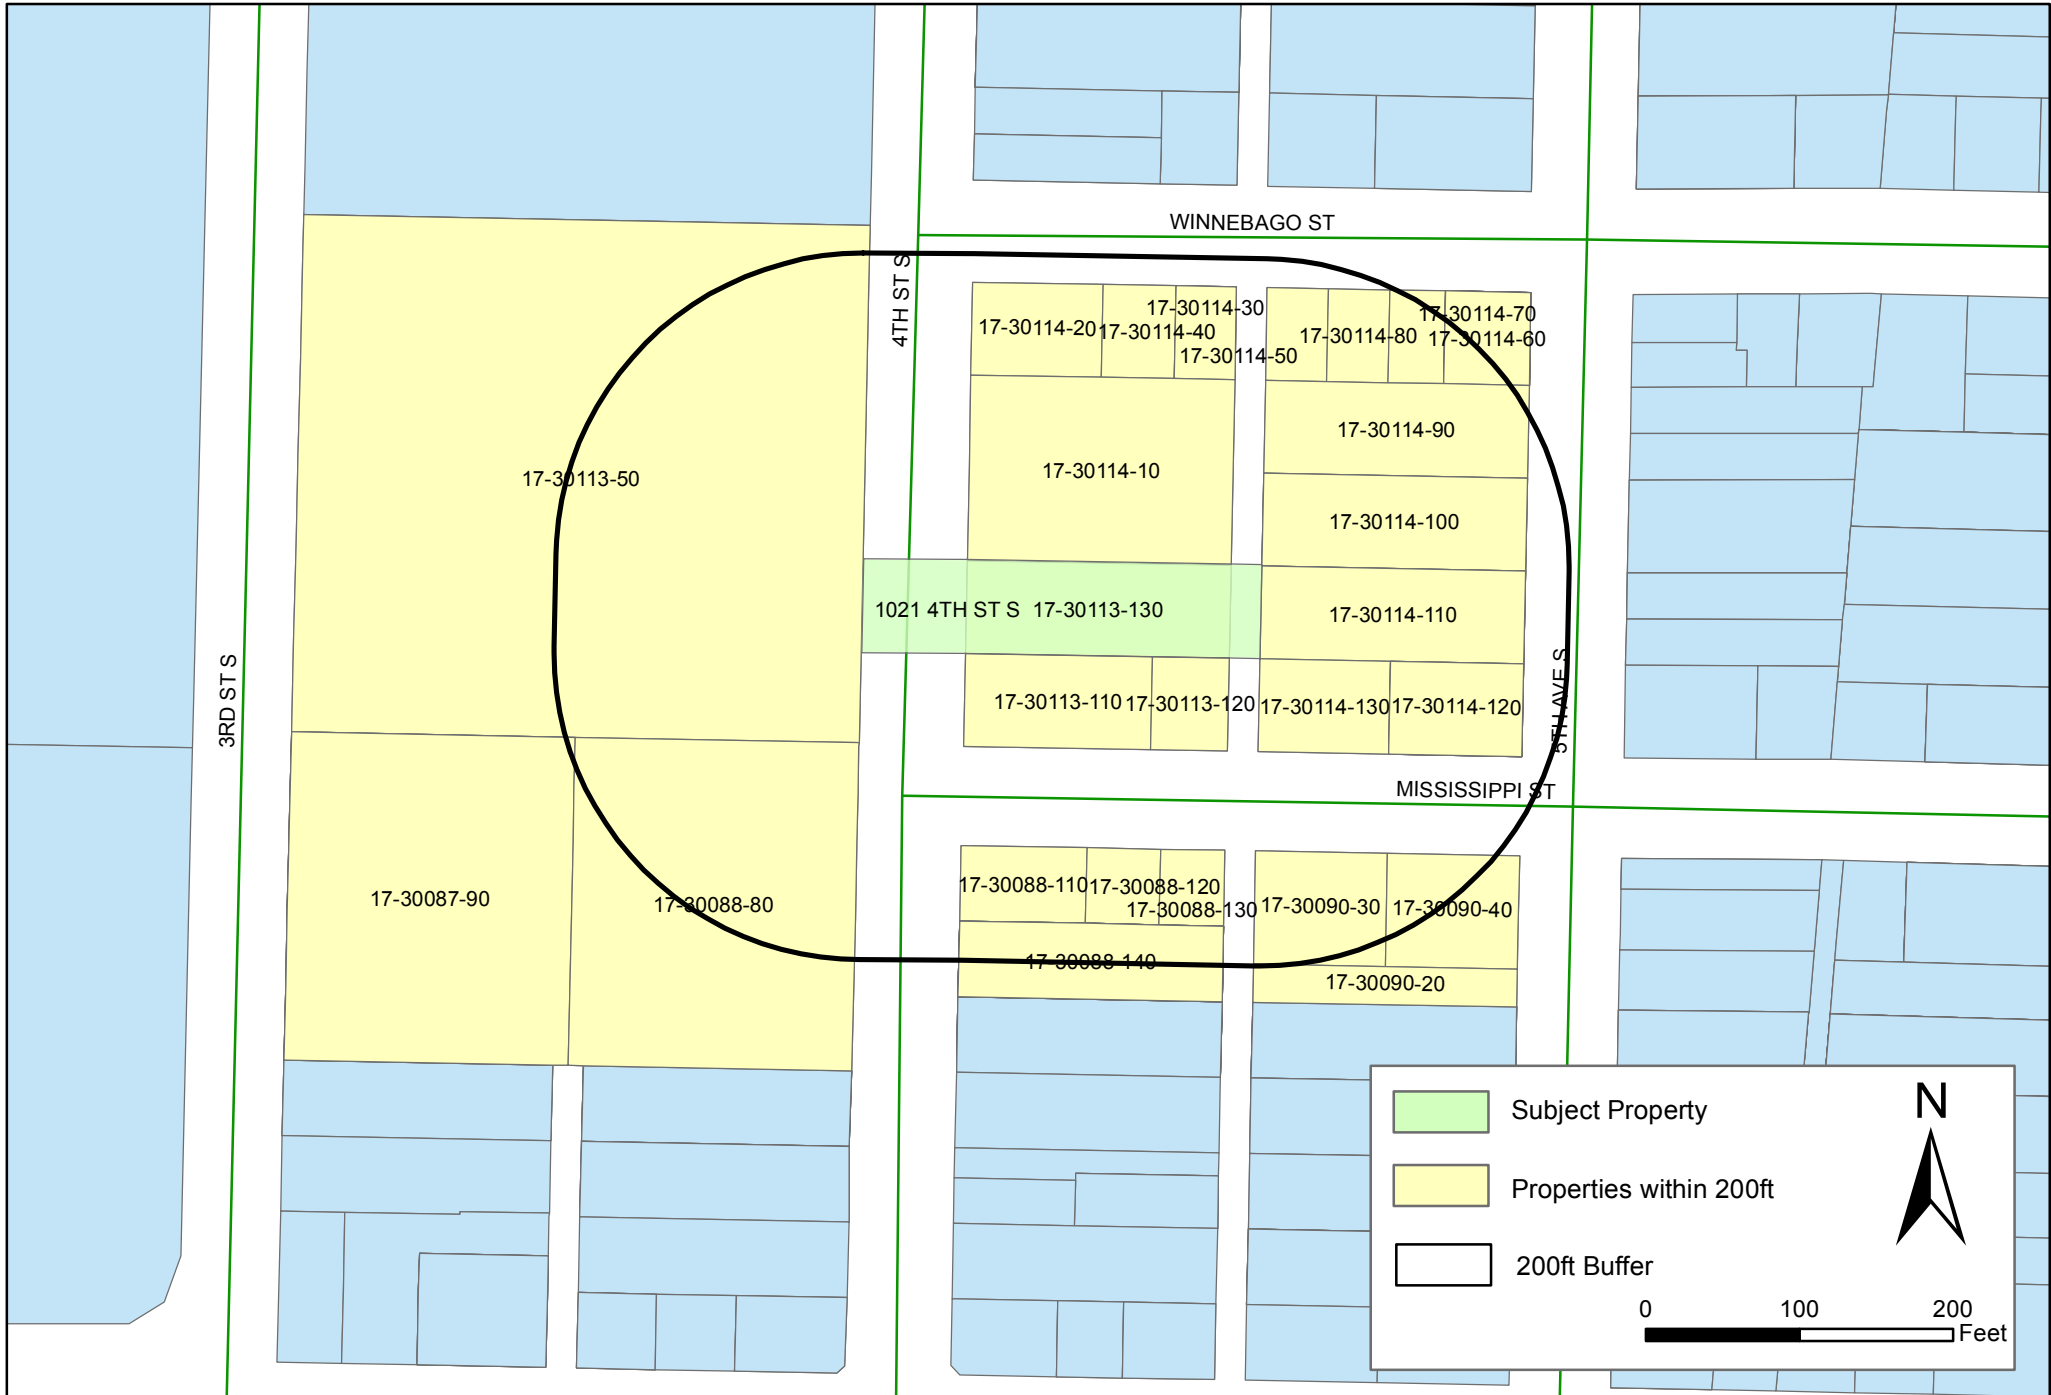 WINNEBAGO ST
4TH ST S
17-30114-30
17-30114-20
17-30114-40
17-30114-50
17-30114-70
17-30114-80
17-30114-60
17-30114-90
17-30113-50
17-30114-10
17-30114-100
1021 4TH ST S
17-30113-130
17-30114-110
3RD ST S
5TH AVE S
17-30113-110
17-30113-120
17-30114-130
17-30114-120
MISSISSIPPI ST
17-30087-90
17-30088-80
17-30088-110
17-30088-120
17-30088-130
17-30090-30
17-30090-40
17-30088-140
17-30090-20
Subject Property
Properties within 200ft
200ft Buffer
N
0 100 200
Feet